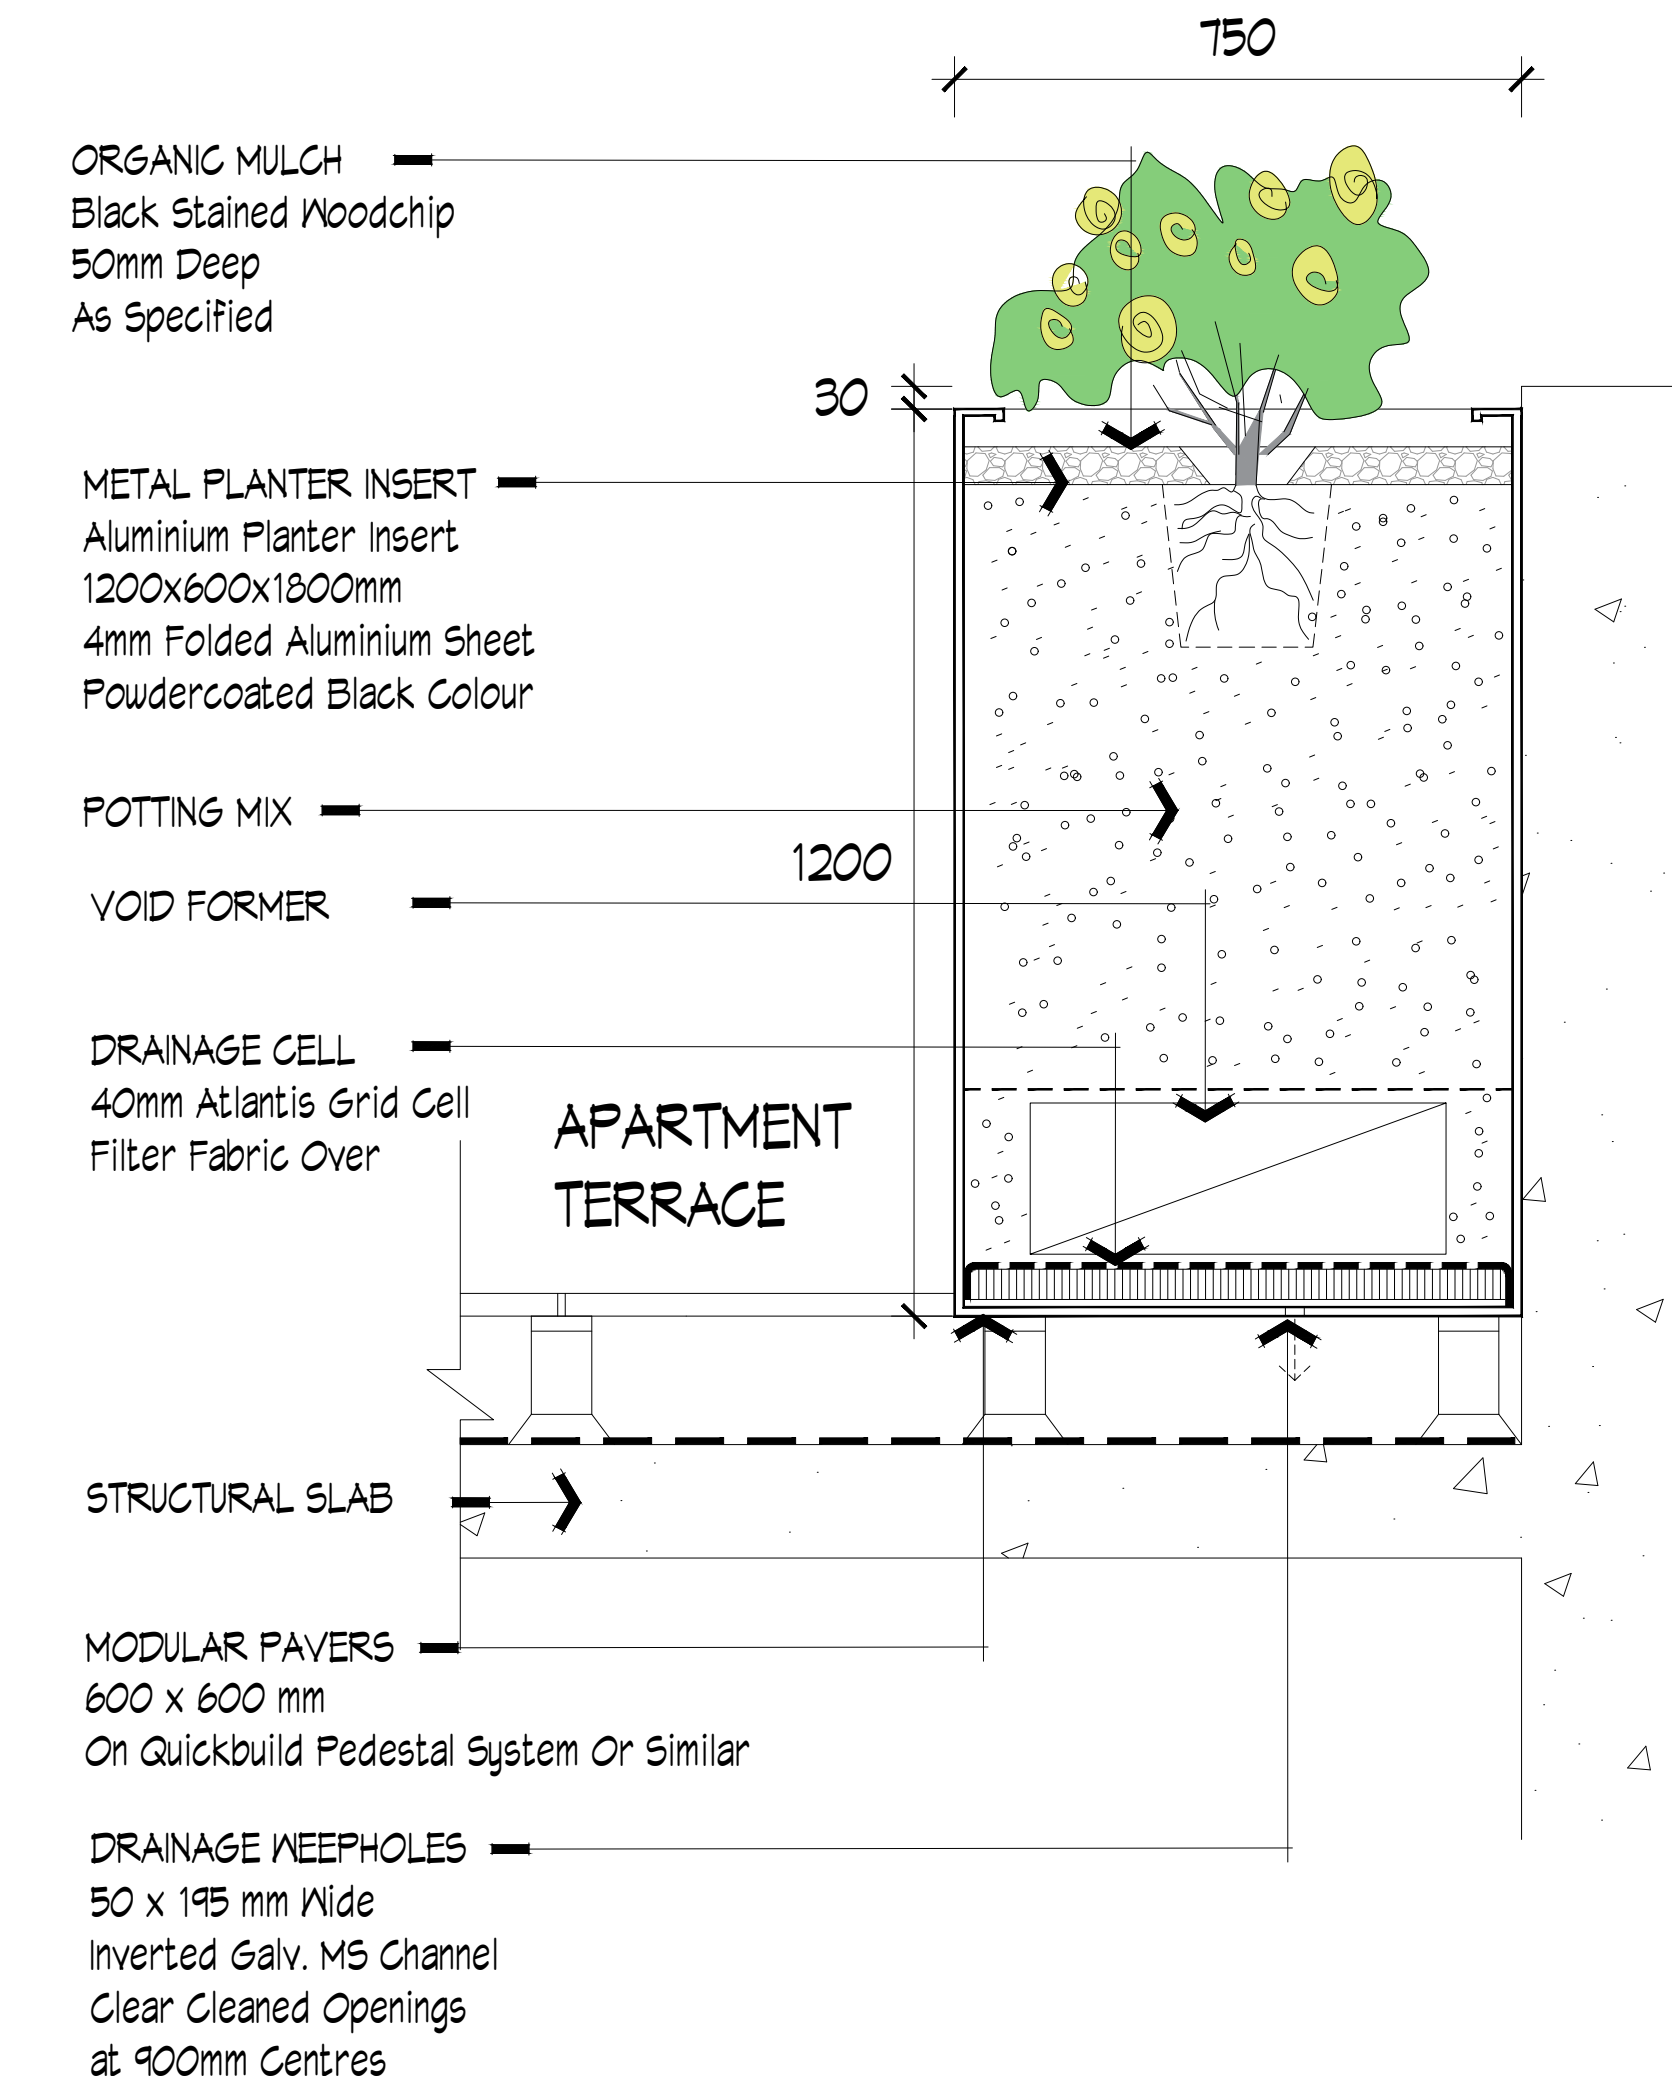 750
ORGANIC MULCH
Black Stained Woodchip
50mm Deep
As Specified
30
METAL PLANTER INSERT
Aluminium Planter Insert
1200x600x1800mm
4mm Folded Aluminium Sheet
Powdercoated Black Colour
POTTING MIX
1200
VOID FORMER
DRAINAGE CELL
40mm Atlantis Grid Cell
Filter Fabric Over
APARTMENT
TERRACE
STRUCTURAL SLAB
MODULAR PAVERS
600 x 600 mm
On Quickbuild Pedestal System Or Similar
DRAINAGE WEEPHOLES
50 x 195 mm Wide
Inverted Galv. MS Channel
Clear Cleaned Openings
at 900mm Centres